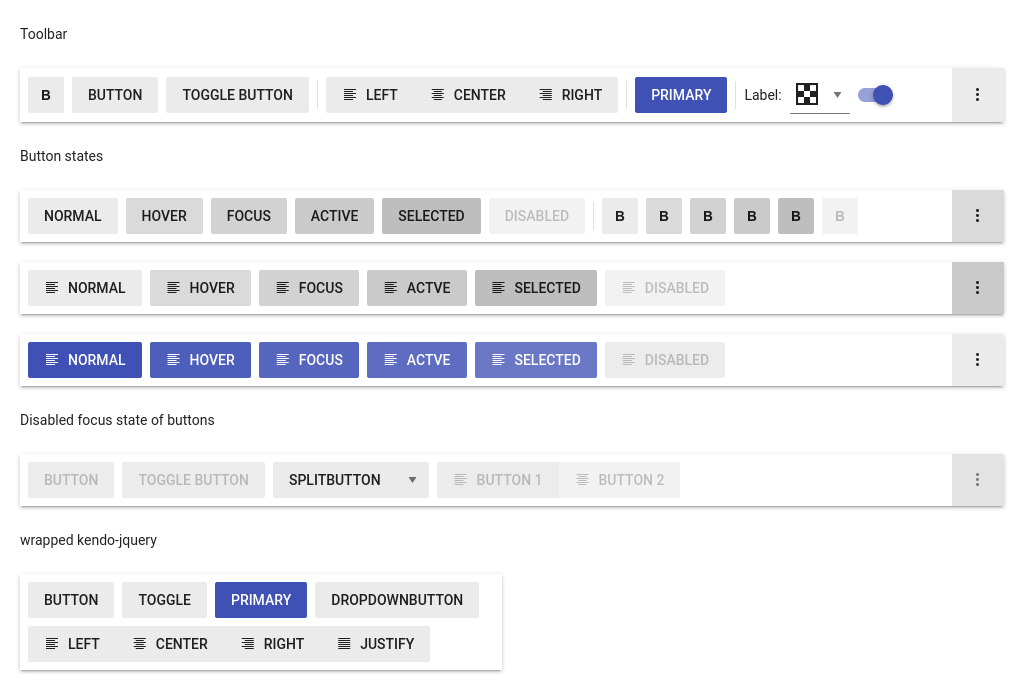 Toolbar
B BUTTON TOGGLE BUTTON LEFT CENTER RIGHT PRIMARY Label:
Button states
NORMAL HOVER FOCUS ACTIVE SELECTED DISABLED B B B B B B
NORMAL HOVER FOCUS ACTVE SELECTED DISABLED
NORMAL HOVER FOCUS ACTVE SELECTED DISABLED
Disabled focus state of buttons
BUTTON TOGGLE BUTTON SPLITBUTTON BUTTON 1 BUTTON 2
wrapped kendo-jquery
BUTTON TOGGLE PRIMARY DROPDOWNBUTTON
LEFT CENTER RIGHT JUSTIFY